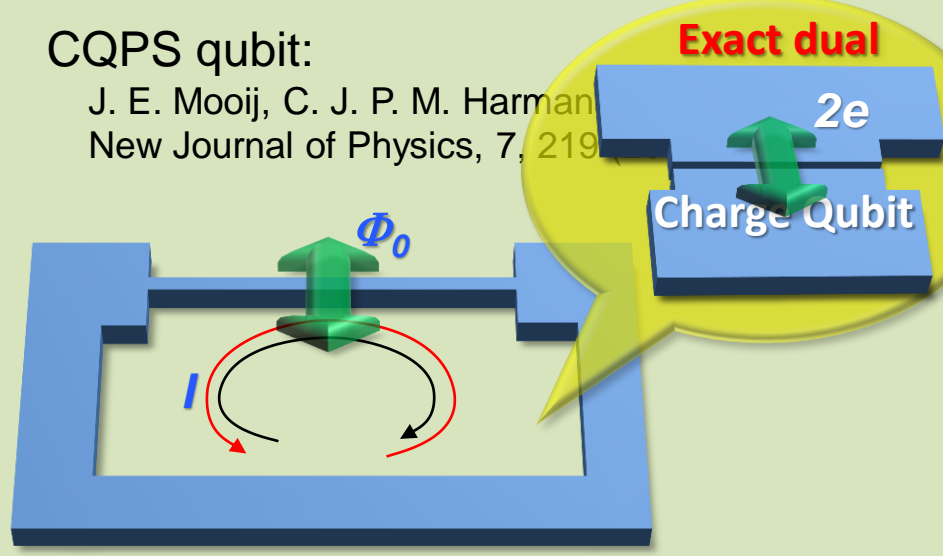 CQPS qubit:
J. E. Mooij, C. J. P. M. Harman
New Journal of Physics, 7, 219
Exact dual
2e
Charge Qubit
Φ0
I